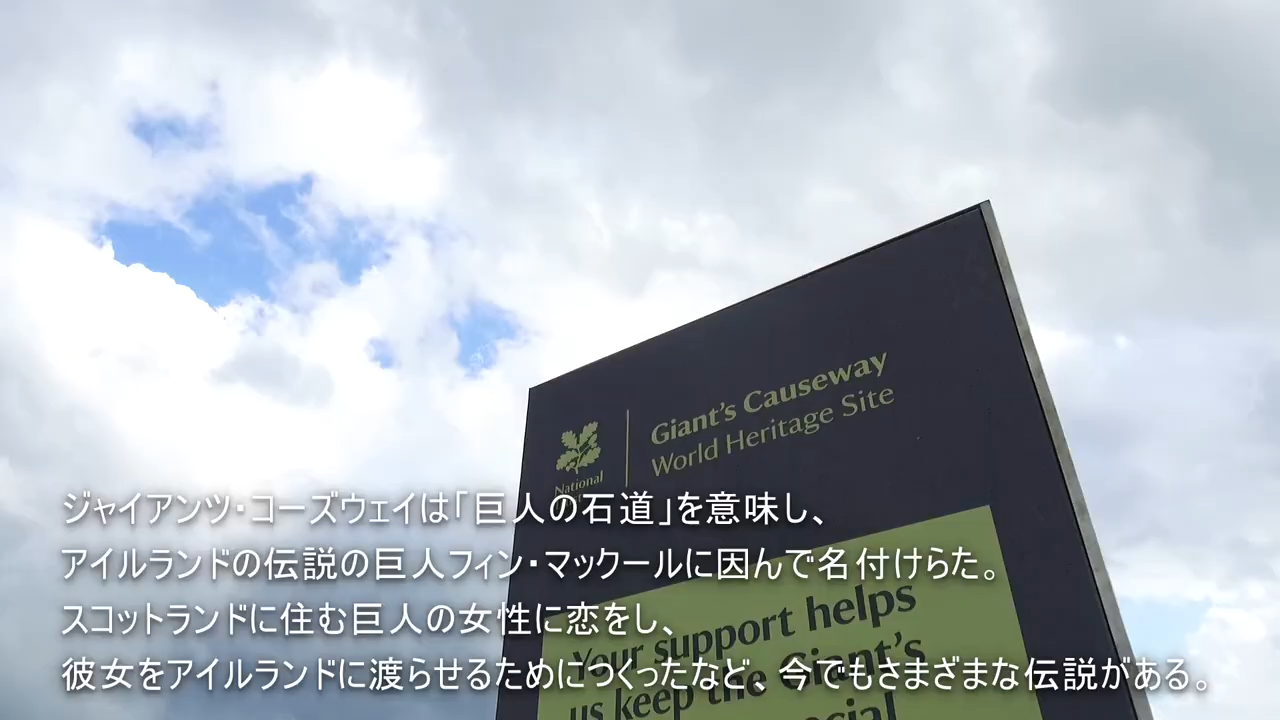 Giant's Causeway
World Heritage Site
National
Your support helps
us keep the Giant's
ジャイアンツ・コーズウェイは「巨人の石道」を意味し、
アイルランドの伝説の巨人フィン・マックールに因んで名付けらた。
スコットランドに住む巨人の女性に恋をし、
彼女をアイルランドに渡らせるためにつくったなど、今でもさまざまな伝説がある。